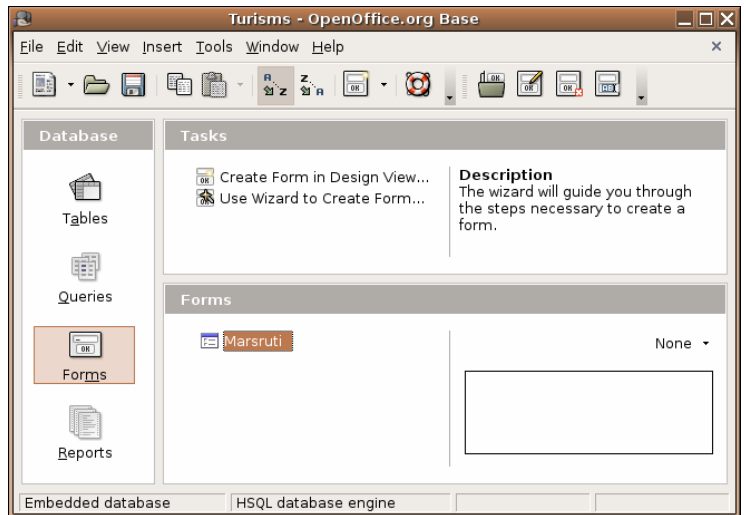 Turisms - OpenOffice.org Base
File Edit View Insert Tools Window Help
Database
Tasks
Tables
Queries
Forms
Reports
Create Form in Design View...
Use Wizard to Create Form...
Description
The wizard will guide you through
the steps necessary to create a
form.
Forms
Marsruti
None
Embedded database
HSQL database engine